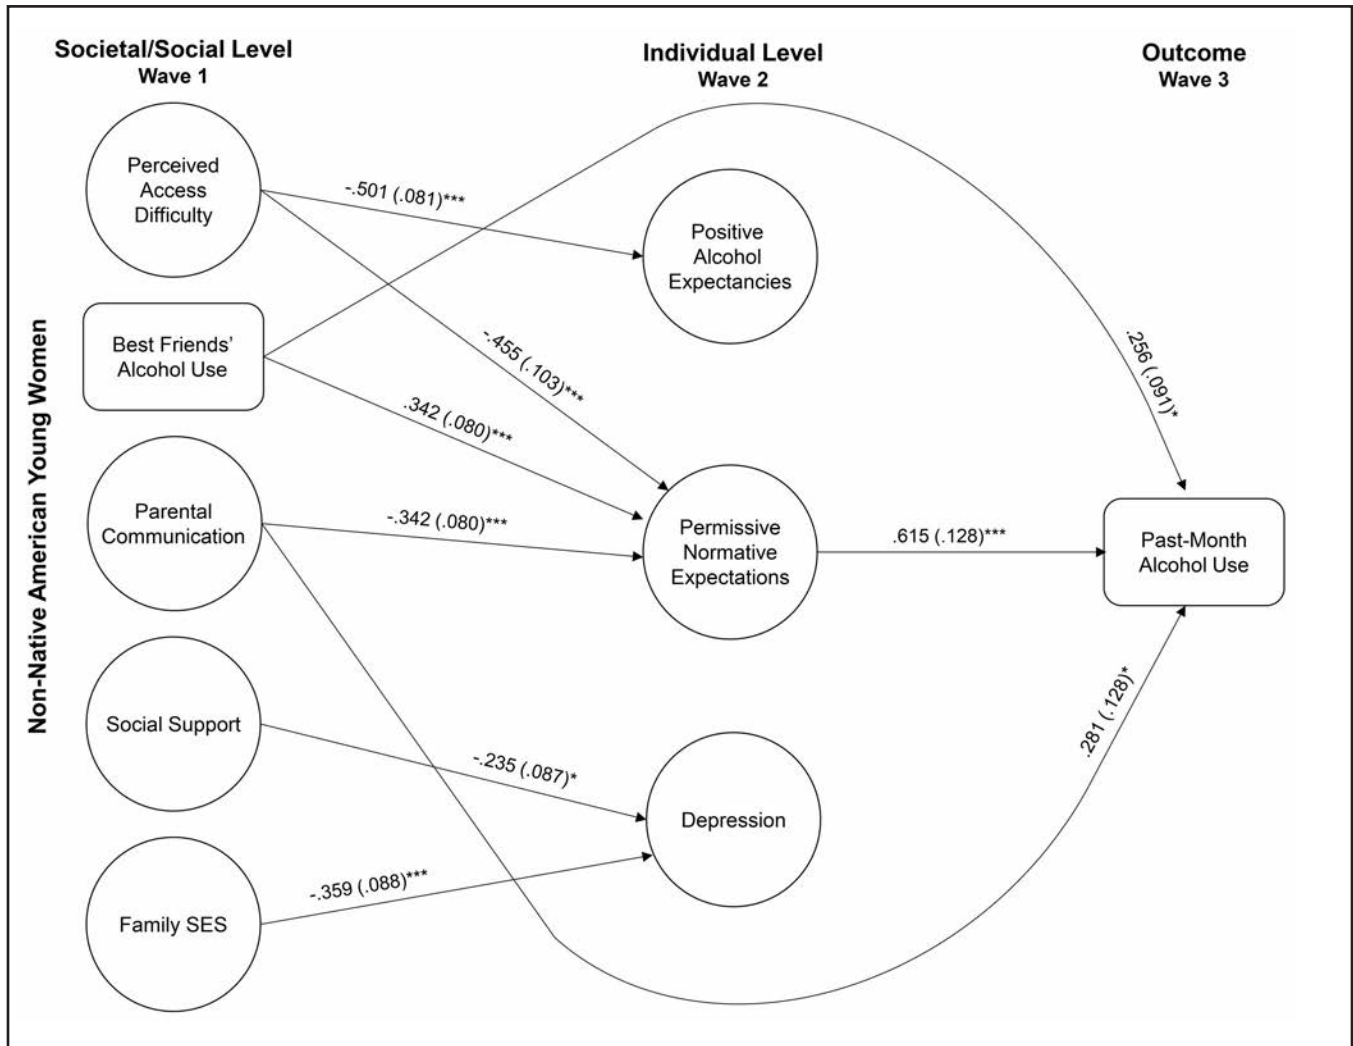 Societal/Social Level
Wave 1
Individual Level
Wave 2
Outcome
Wave 3
Non-Native American Young Women
Perceived
Access
Difficulty
-.501 (.081)***
Positive
Alcohol
Expectancies
Best Friends'
Alcohol Use
-.455 (.103)***
.342 (.080)***
.256 (.091)*
Parental
Communication
-.342 (.080)***
Permissive
Normative
Expectations
.615 (.128)***
Past-Month
Alcohol Use
Social Support
-.235 (.087)*
.281 (.128)*
Depression
Family SES
-.359 (.088)***